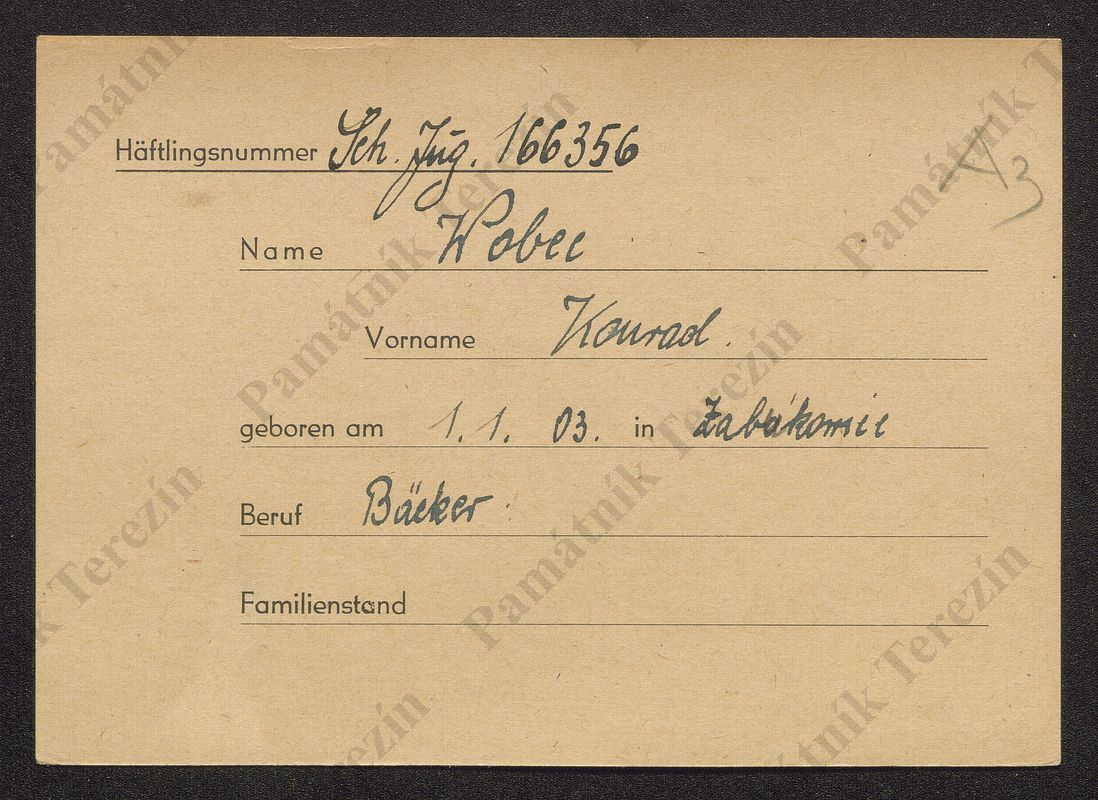 Häftlingsnummer Sch. Jug. 166356
Name Wobec
Vorname Konrad.
geboren am 1. 1. 03. in
Beruf Bäcker
Familienstand
3
Památník Terezín